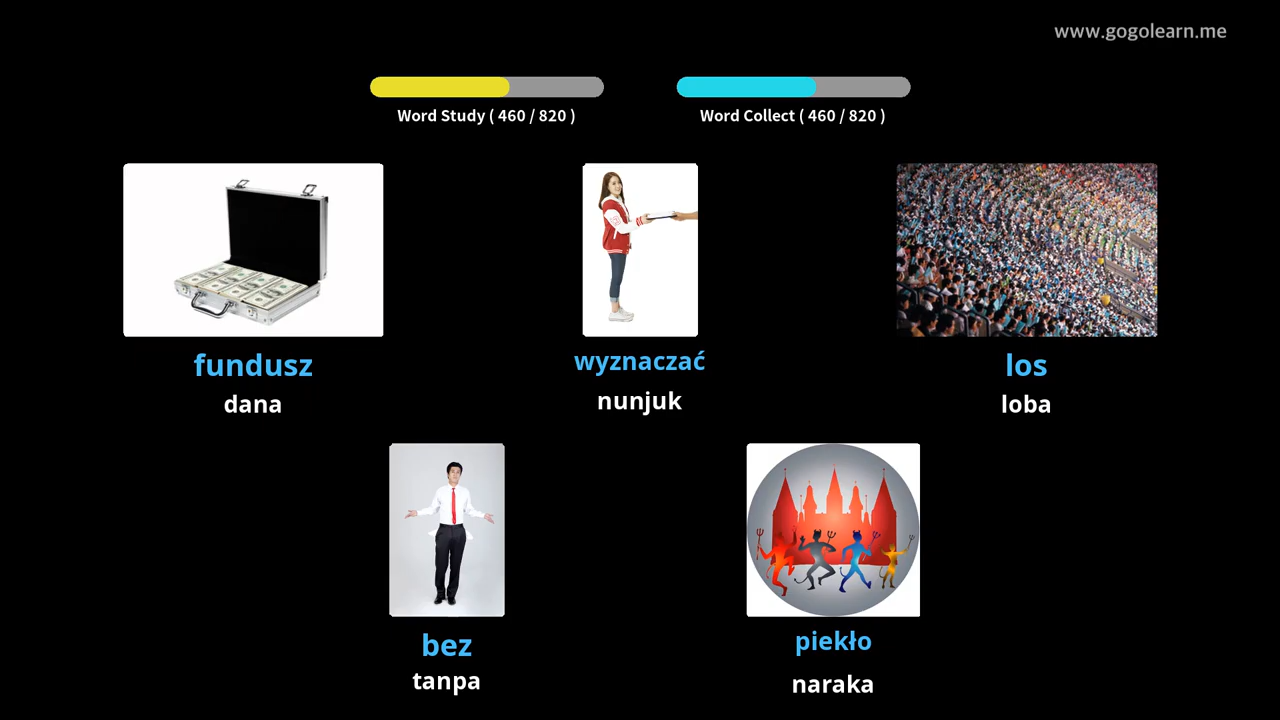 www.gogolearn.me
Word Study ( 460 / 820 )
Word Collect ( 460 / 820 )
fundusz
dana
wyznaczać
nunjuk
los
loba
bez
tanpa
piekło
naraka